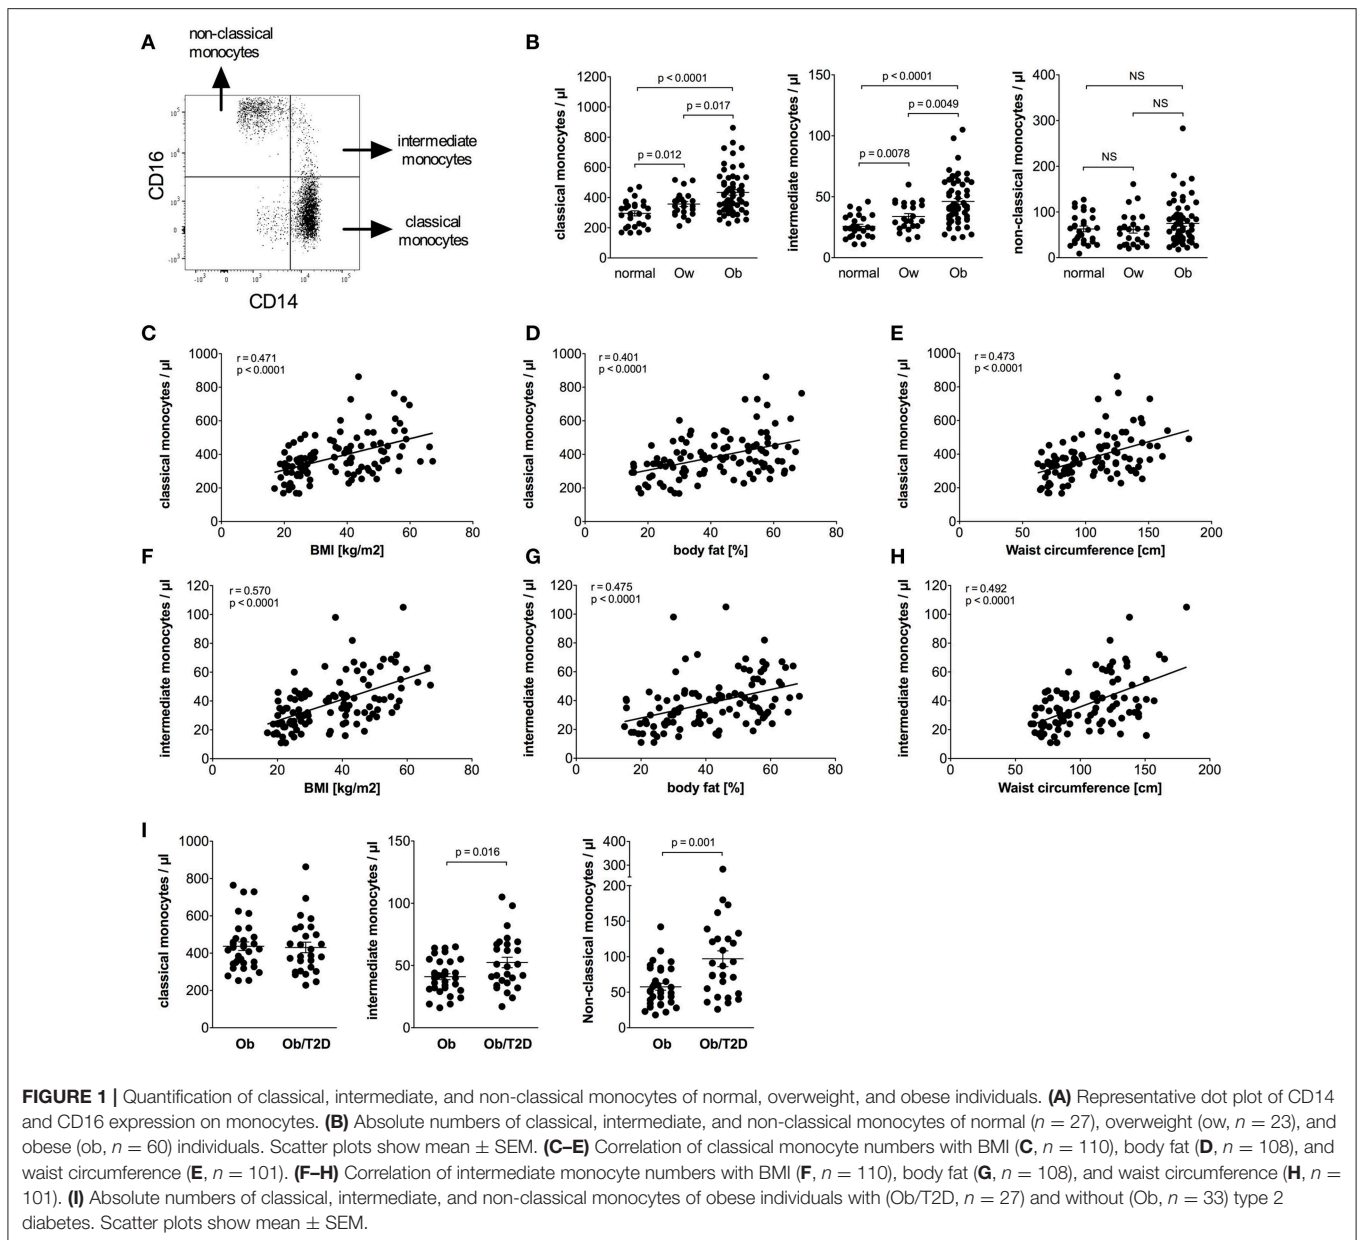 A
non-classical
monocytes
CD16
10⁵
10⁴
10³
0
-10³
-10³
0
10³
10⁴
10⁵
CD14
intermediate
monocytes
classical
monocytes
B
classical monocytes / µl
1200
1000
800
600
400
200
0
p < 0.0001
p = 0.017
p = 0.012
normal
Ow
Ob
intermediate monocytes / µl
150
100
50
0
p < 0.0001
p = 0.0049
p = 0.0078
normal
Ow
Ob
non-classical monocytes / µl
400
300
200
100
0
NS
NS
NS
normal
Ow
Ob
C
classical monocytes / µl
1000
800
600
400
200
0
r = 0.471
p < 0.0001
0
20
40
60
80
BMI [kg/m2]
D
classical monocytes / µl
1000
800
600
400
200
0
r = 0.401
p < 0.0001
0
20
40
60
80
body fat [%]
E
classical monocytes / µl
1000
800
600
400
200
0
r = 0.473
p < 0.0001
0
50
100
150
200
Waist circumference [cm]
F
intermediate monocytes / µl
120
100
80
60
40
20
0
r = 0.570
p < 0.0001
0
20
40
60
80
BMI [kg/m2]
G
intermediate monocytes / µl
120
100
80
60
40
20
0
r = 0.475
p < 0.0001
0
20
40
60
80
body fat [%]
H
intermediate monocytes / µl
120
100
80
60
40
20
0
r = 0.492
p < 0.0001
0
50
100
150
200
Waist circumference [cm]
I
classical monocytes / µl
1000
800
600
400
200
0
Ob
Ob/T2D
intermediate monocytes / µl
150
100
50
0
p = 0.016
Ob
Ob/T2D
Non-classical monocytes / µl
400
300
200
150
100
50
0
p = 0.001
Ob
Ob/T2D
FIGURE 1 | Quantification of classical, intermediate, and non-classical monocytes of normal, overweight, and obese individuals. (A) Representative dot plot of CD14
and CD16 expression on monocytes. (B) Absolute numbers of classical, intermediate, and non-classical monocytes of normal (n = 27), overweight (ow, n = 23), and
obese (ob, n = 60) individuals. Scatter plots show mean ± SEM. (C–E) Correlation of classical monocyte numbers with BMI (C, n = 110), body fat (D, n = 108), and
waist circumference (E, n = 101). (F–H) Correlation of intermediate monocyte numbers with BMI (F, n = 110), body fat (G, n = 108), and waist circumference (H, n =
101). (I) Absolute numbers of classical, intermediate, and non-classical monocytes of obese individuals with (Ob/T2D, n = 27) and without (Ob, n = 33) type 2
diabetes. Scatter plots show mean ± SEM.